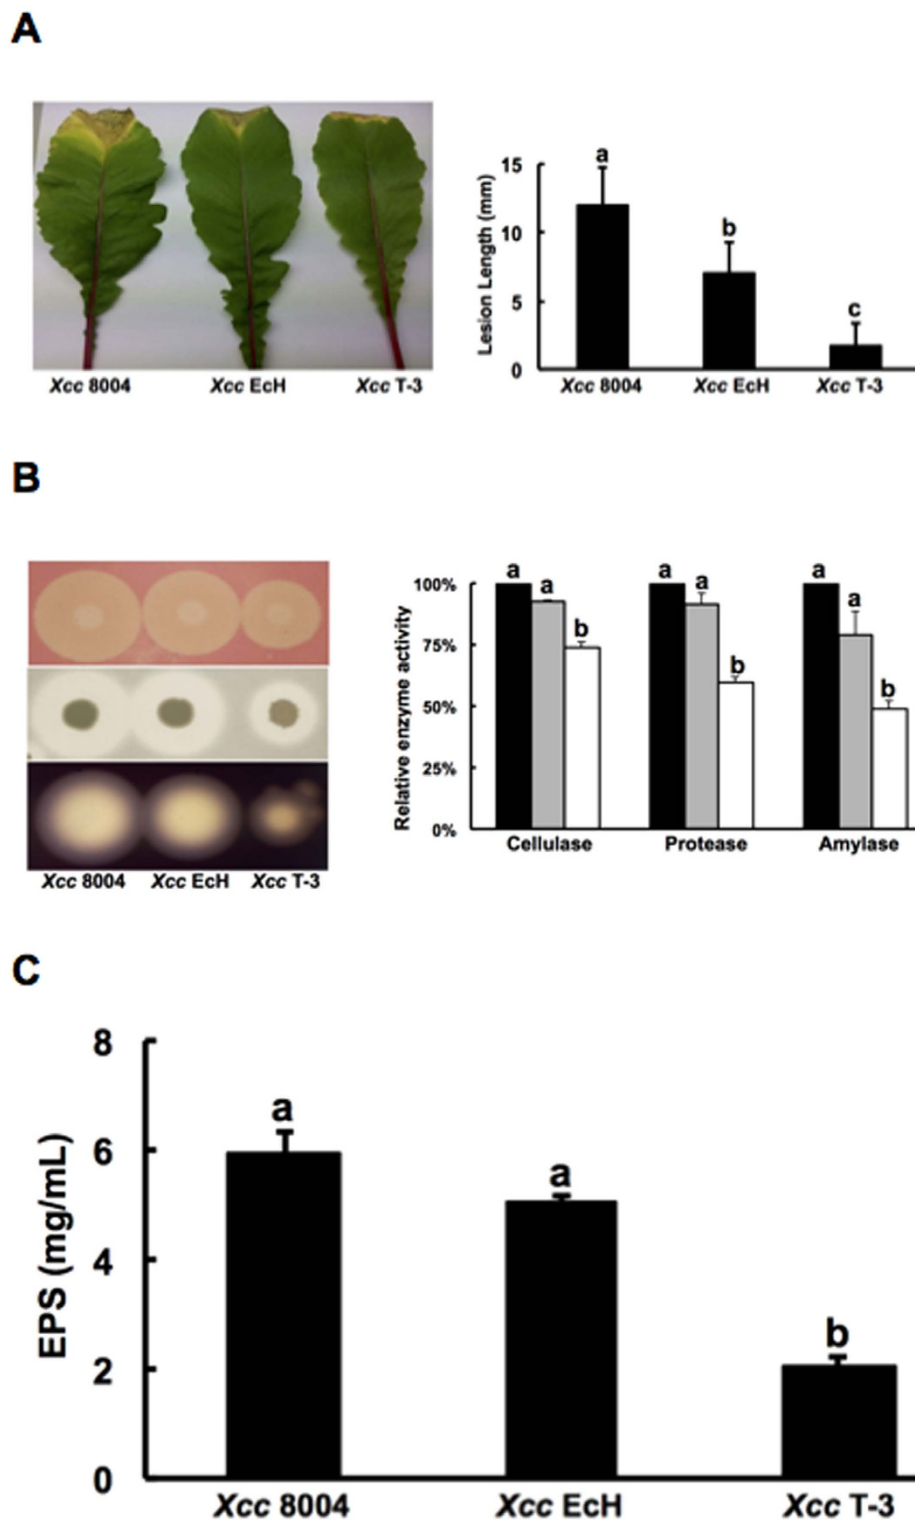 A
Xcc 8004
Xcc EcH
Xcc T-3
Lesion Length (mm)
15
10
5
0
a
b
c
Xcc 8004
Xcc EcH
Xcc T-3
B
Xcc 8004
Xcc EcH
Xcc T-3
Relative enzyme activity
100%
75%
50%
25%
0%
a
a
b
a
a
b
a
a
b
Cellulase
Protease
Amylase
C
EPS (mg/mL)
8
6
4
2
0
a
a
b
Xcc 8004
Xcc EcH
Xcc T-3